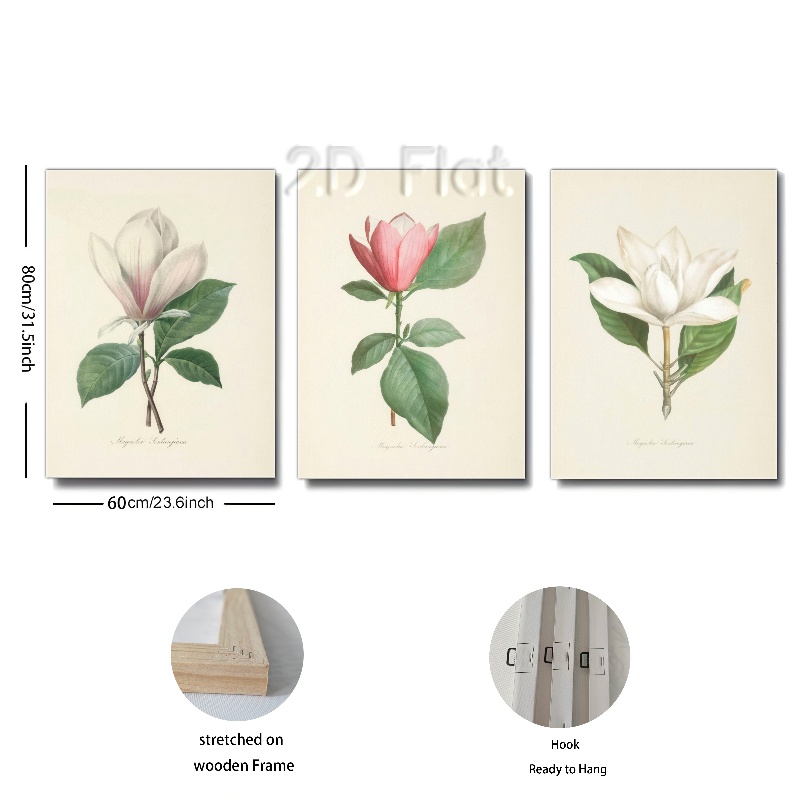 2D Flat
80cm/31.5inch
60cm/23.6inch
stretched on
wooden Frame
Hook
Ready to Hang